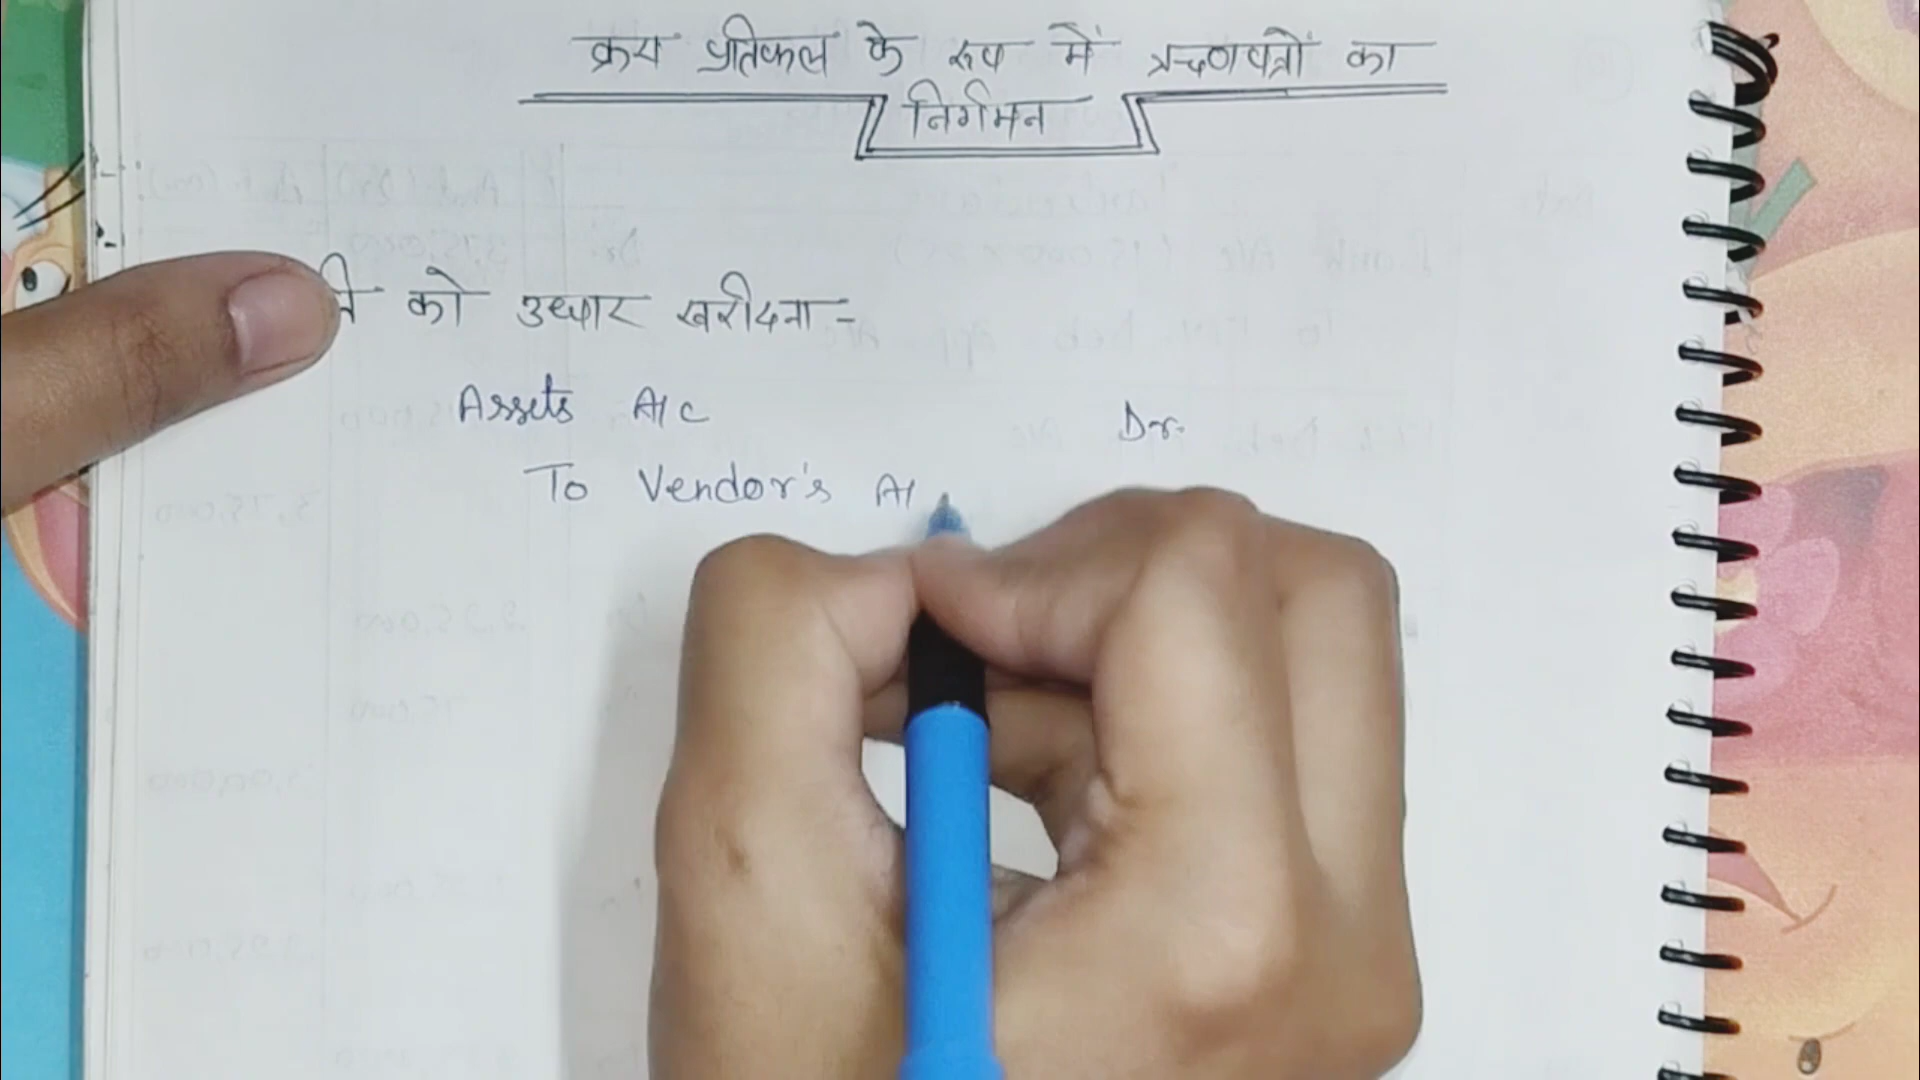 क्रय प्रतिफल के रूप में ऋणपत्रों का
निर्गमन
को उधार खरीदना -
Assets A/c Dr.
To Vendor's A/